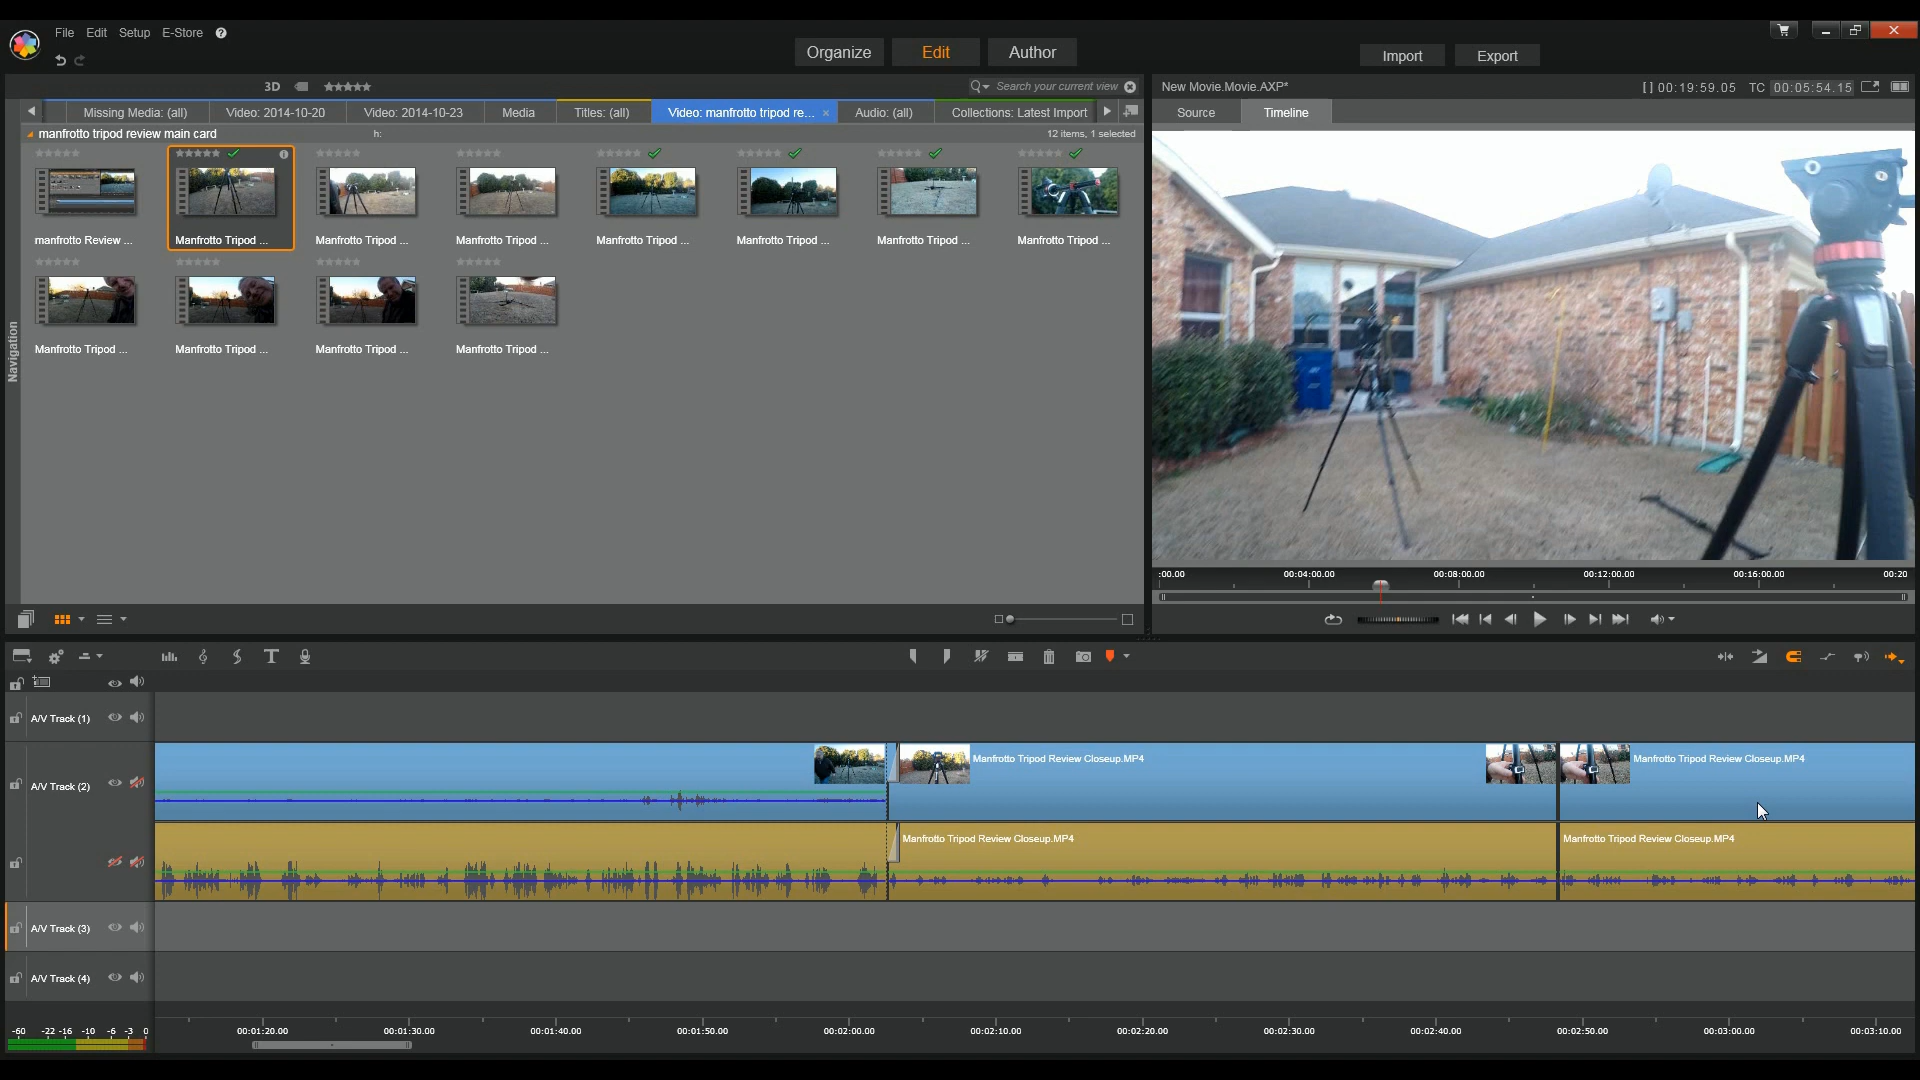 File Edit Setup E-Store ?
Organize Edit Author
Import Export
3D
Search your current view
New Movie.Movie.AXP*
[ ] 00:19:59.05 TC 00:05:54.15
Missing Media: (all) Video: 2014-10-20 Video: 2014-10-23 Media Titles: (all) Video: manfrotto tripod re... × Audio: (all) Collections: Latest Import
Source Timeline
manfrotto tripod review main card h: 12 items, 1 selected
manfrotto Review ... Manfrotto Tripod ... Manfrotto Tripod ... Manfrotto Tripod ... Manfrotto Tripod ... Manfrotto Tripod ... Manfrotto Tripod ... Manfrotto Tripod ...
Manfrotto Tripod ... Manfrotto Tripod ... Manfrotto Tripod ... Manfrotto Tripod ...
Navigation
:00.00 00:04:00.00 00:08:00.00 00:12:00.00 00:16:00.00 00:20
A/V Track (1)
Manfrotto Tripod Review Closeup.MP4 Manfrotto Tripod Review Closeup.MP4
A/V Track (2)
Manfrotto Tripod Review Closeup.MP4 Manfrotto Tripod Review Closeup.MP4
A/V Track (3)
A/V Track (4)
-60 -22 -16 -10 -6 -3 0
00:01:20.00 00:01:30.00 00:01:40.00 00:01:50.00 00:02:00.00 00:02:10.00 00:02:20.00 00:02:30.00 00:02:40.00 00:02:50.00 00:03:00.00 00:03:10.00